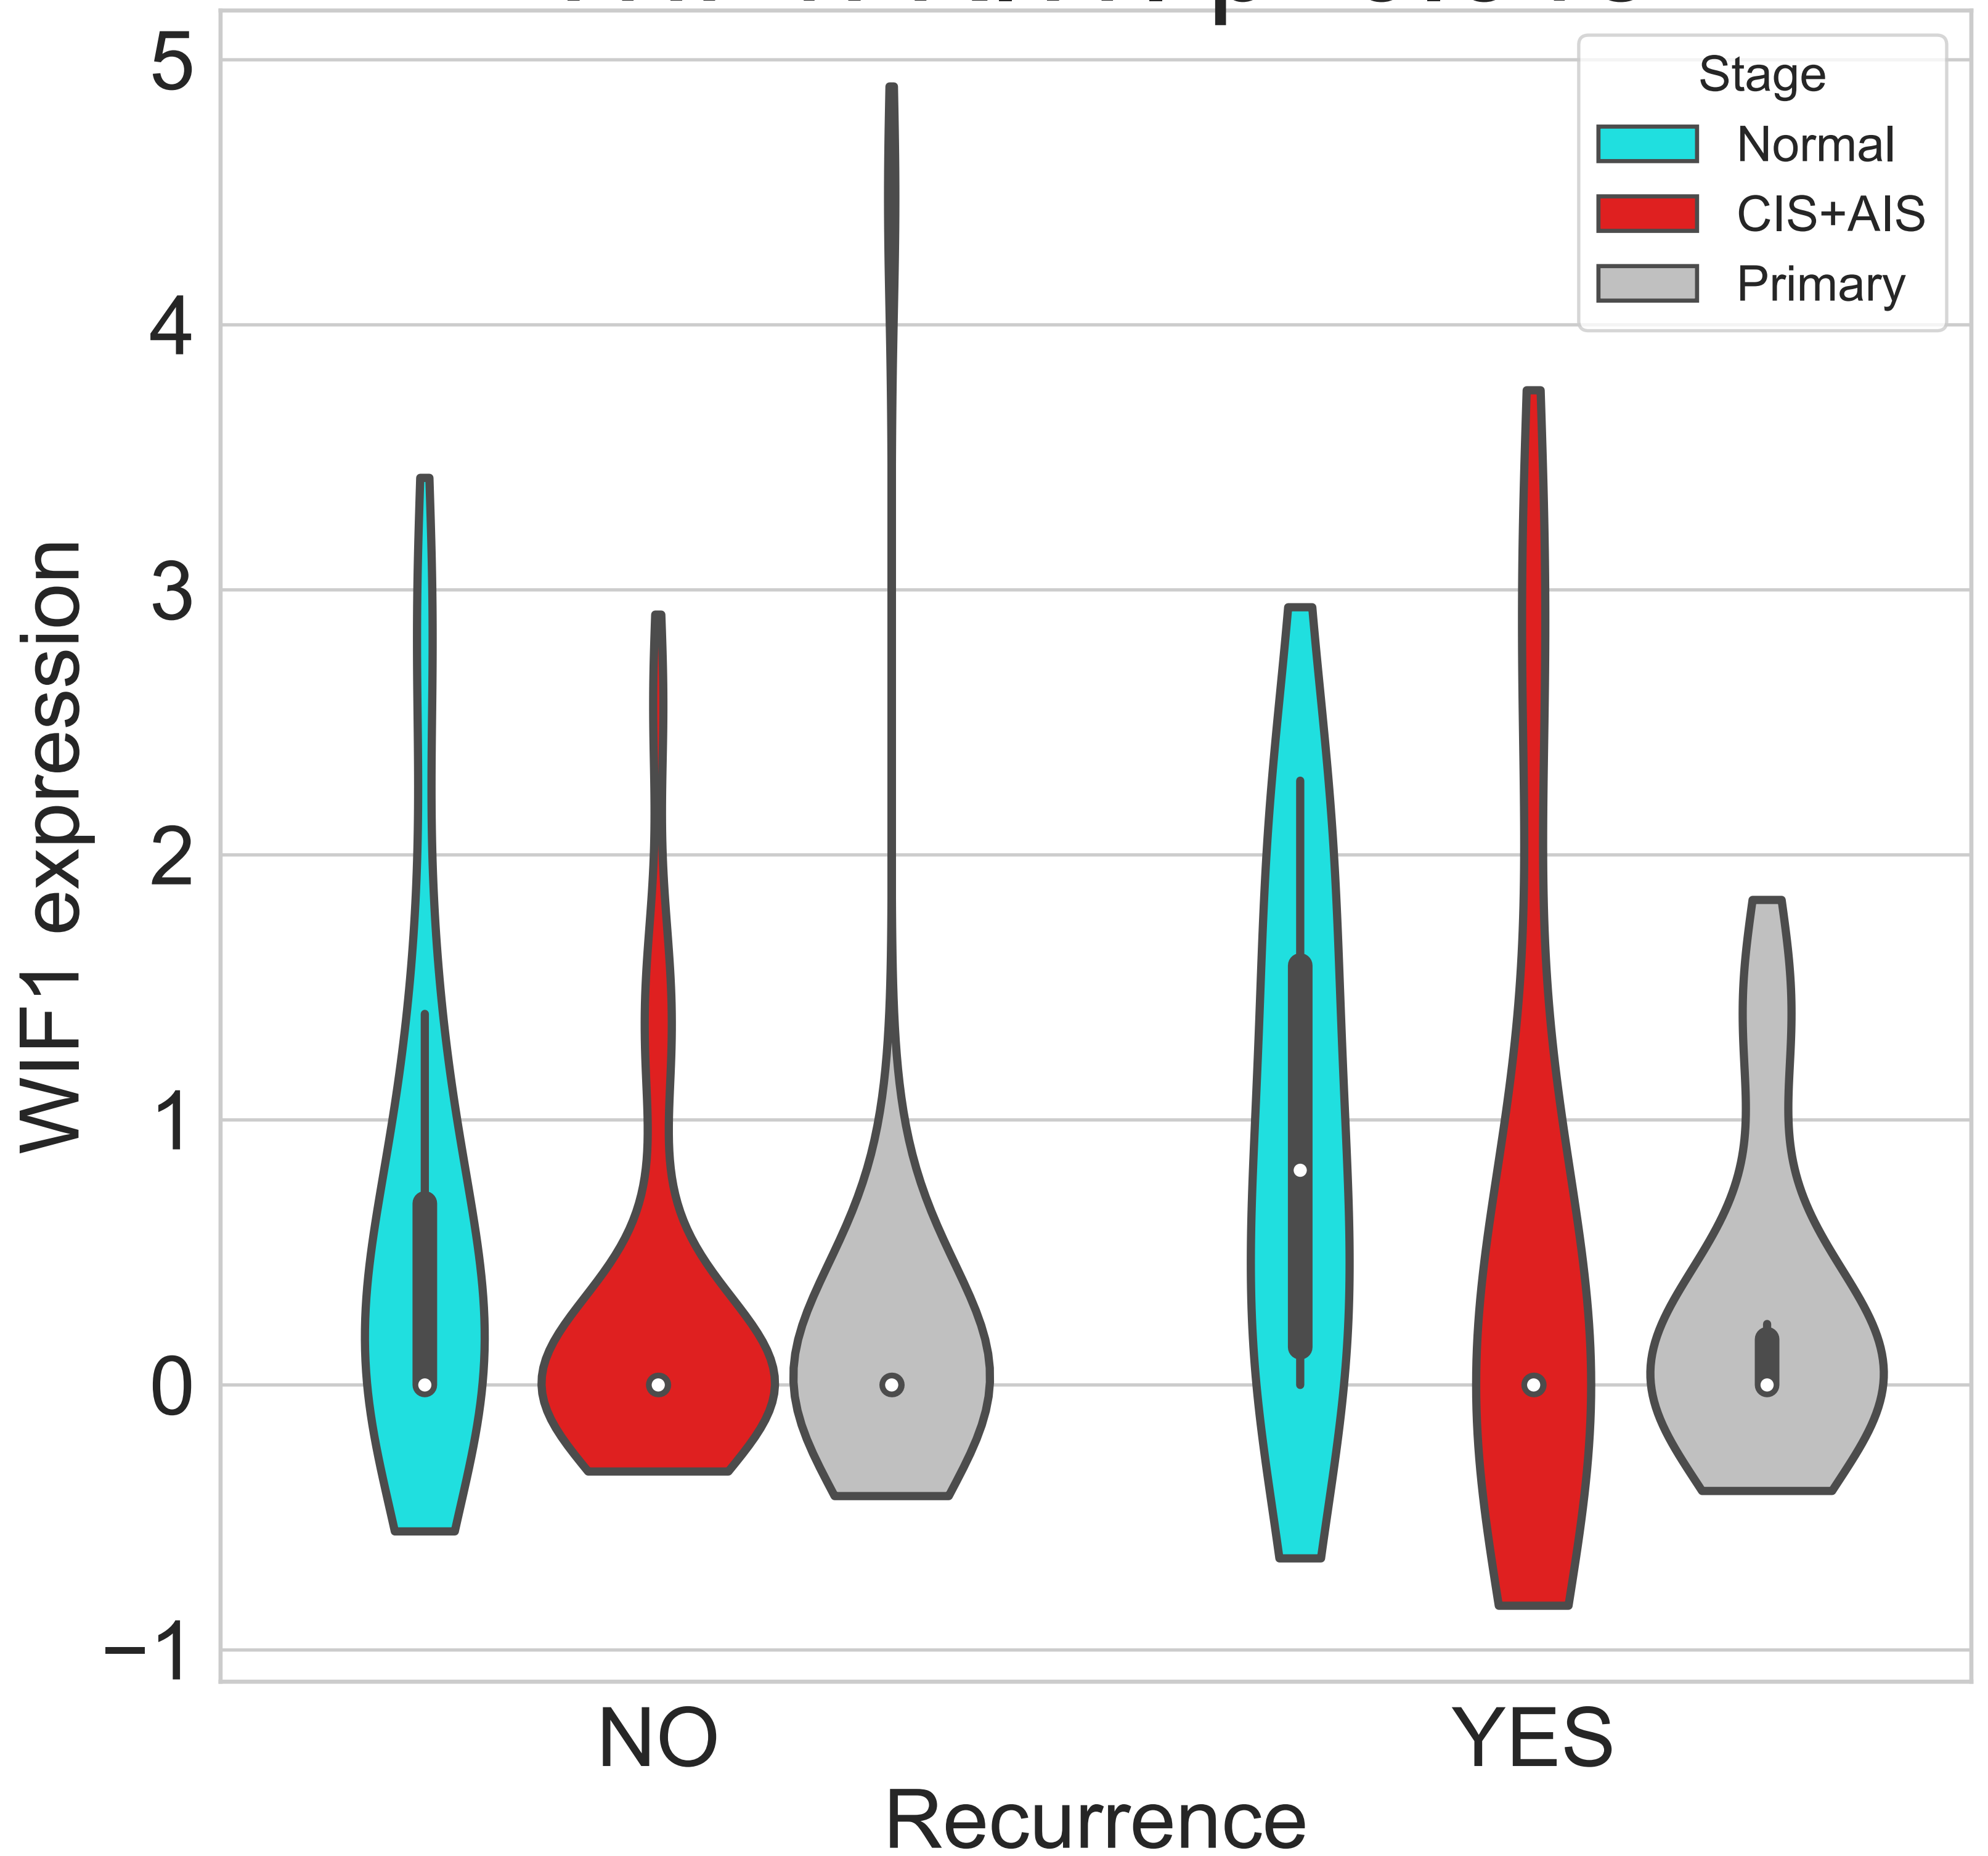 5
4
3
2
1
0
−1
WIF1 expression
Stage
Normal
CIS+AIS
Primary
NO
YES
Recurrence